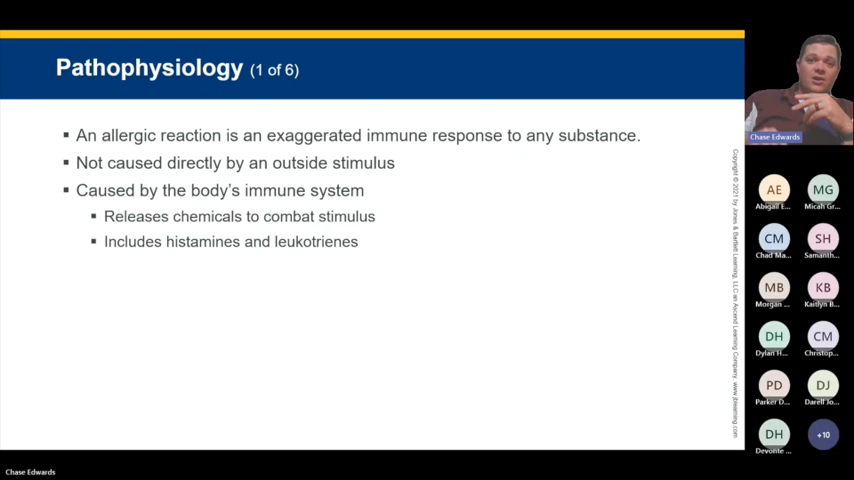 Pathophysiology (1 of 6)
▪ An allergic reaction is an exaggerated immune response to any substance.
▪ Not caused directly by an outside stimulus
▪ Caused by the body's immune system
▪ Releases chemicals to combat stimulus
▪ Includes histamines and leukotrienes
Copyright © 2021 by Jones & Bartlett Learning, LLC an Ascend Learning Company. www.jblearning.com
Chase Edwards
AE MG
Abigail E... Micah Gr...
CM SH
Chad Ma... Samanth...
MB KB
Morgan ... Kaitlyn B...
DH CM
Dylan H... Christop...
PD DJ
Parker D... Darell Jo...
DH +10
Devonte ...
Chase Edwards